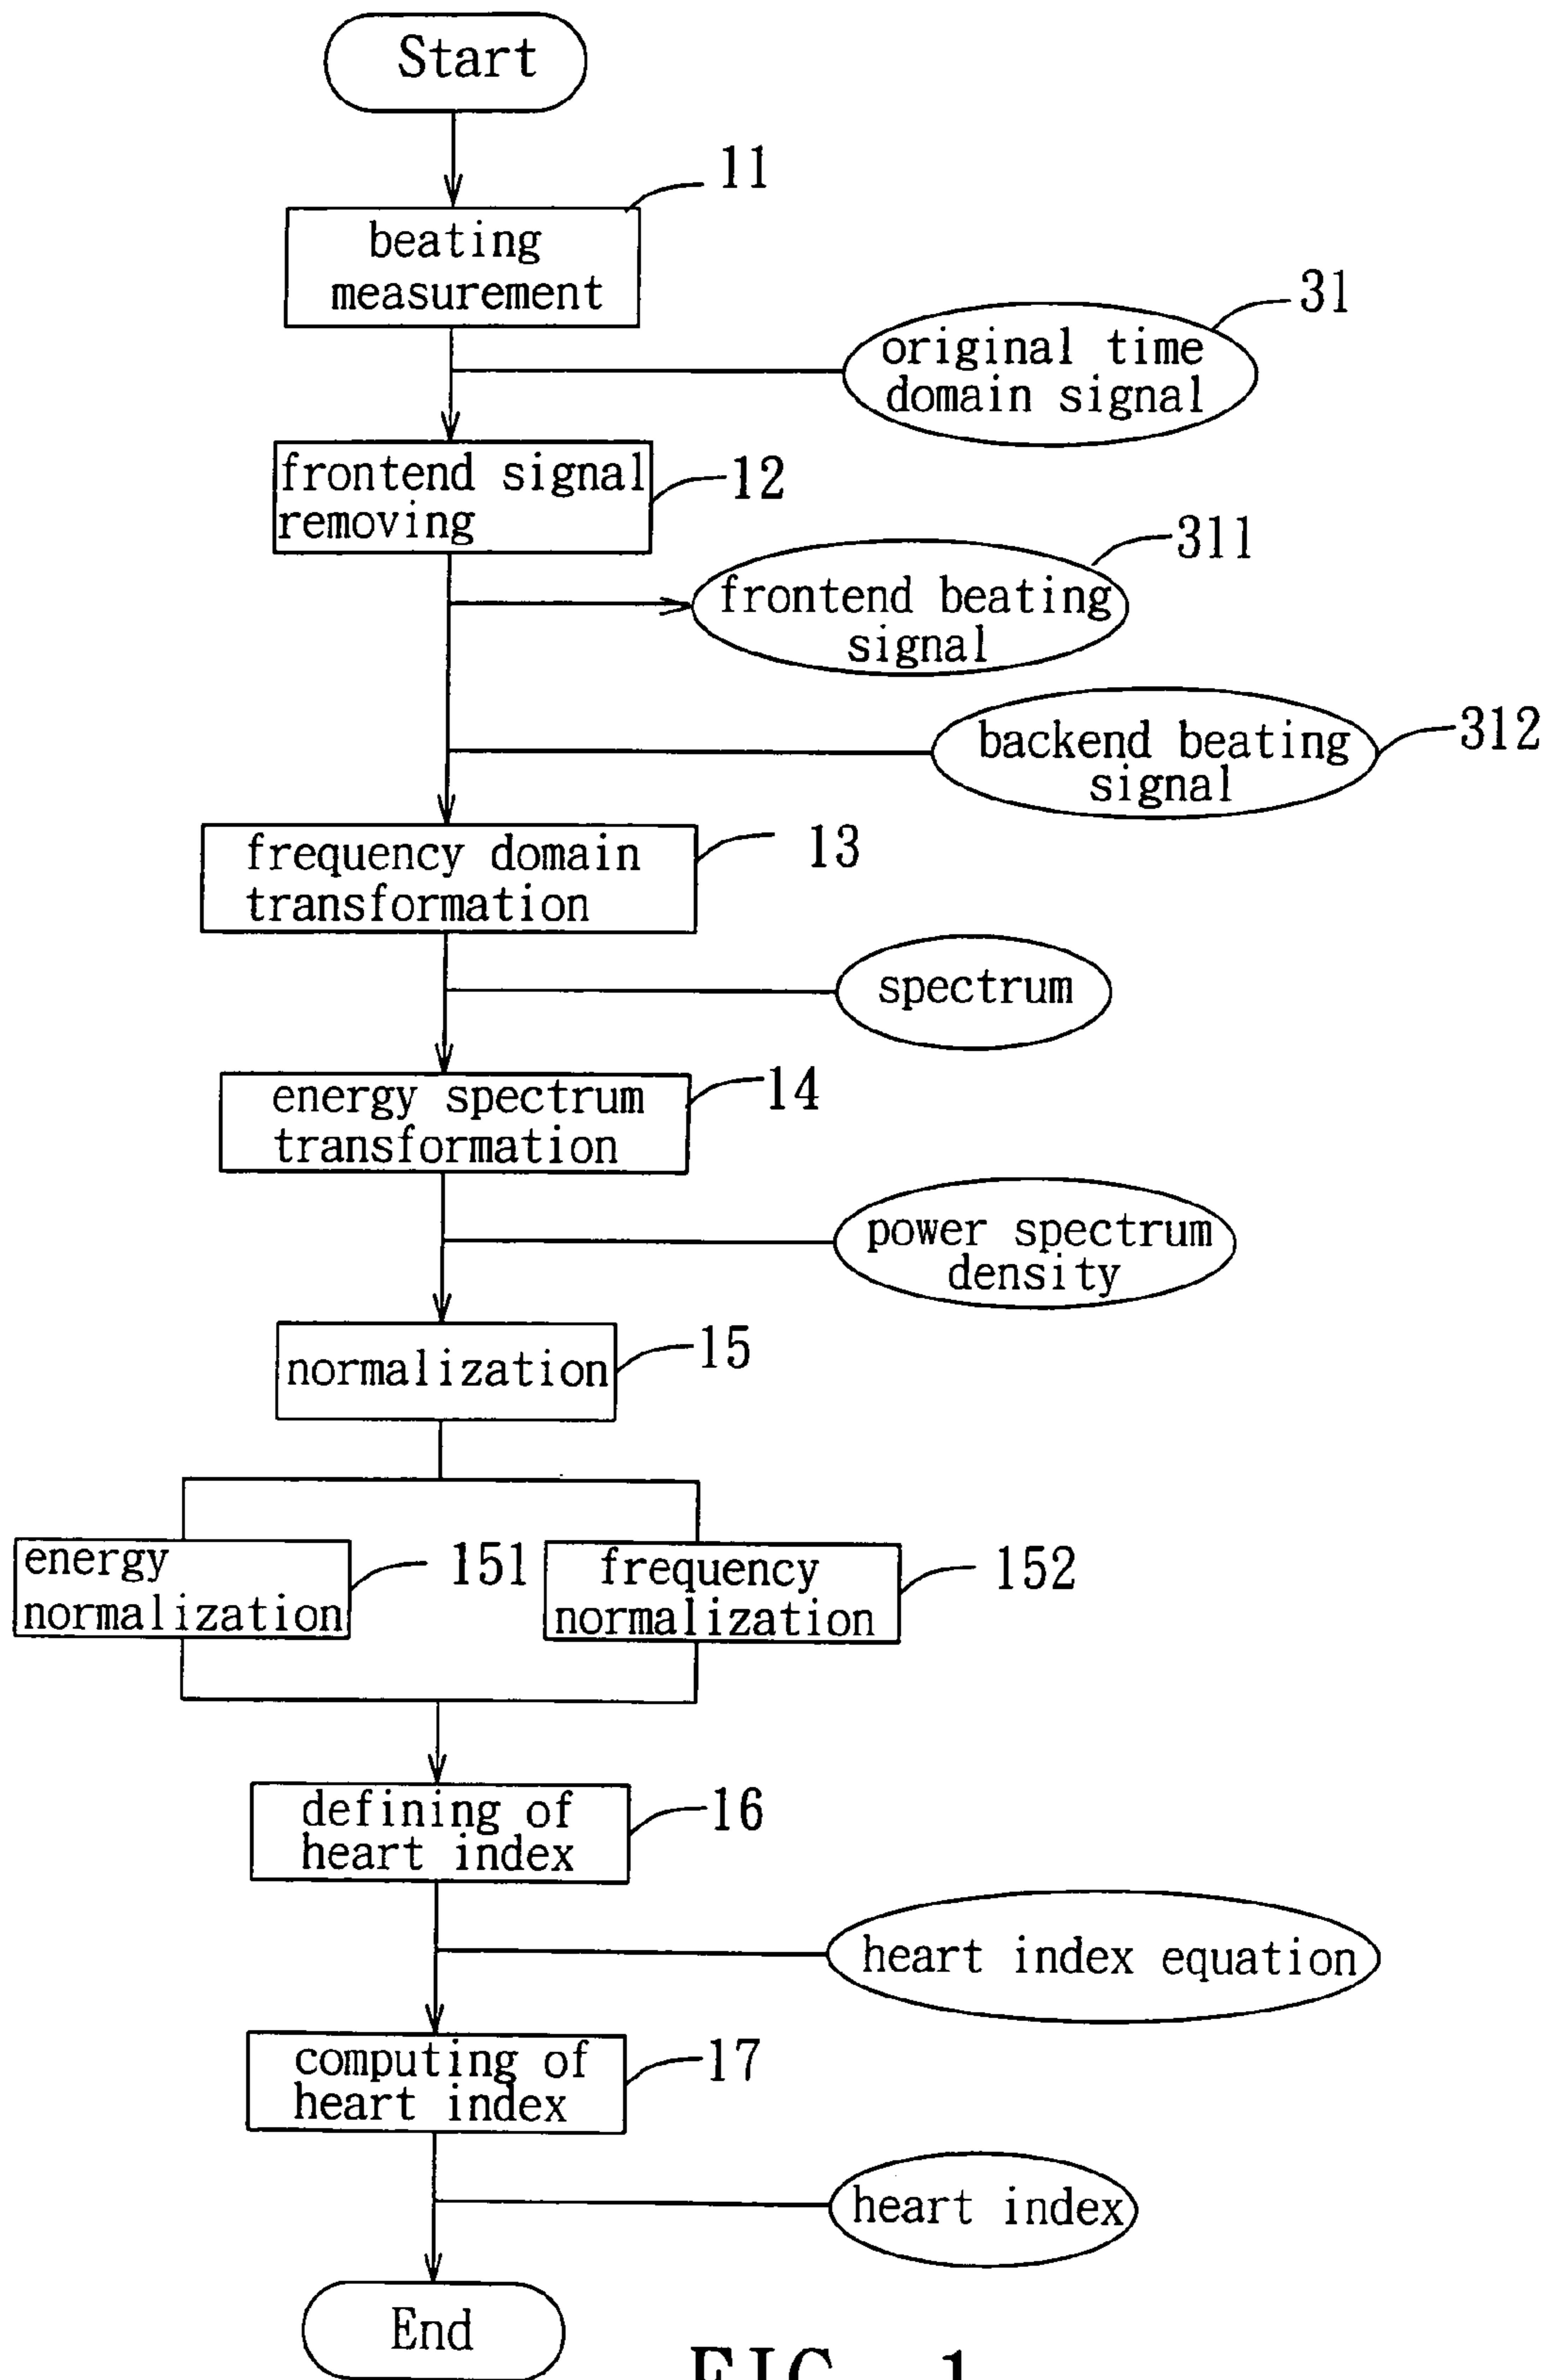 Start
11
beating
measurement
31
original time
domain signal
frontend signal
removing
12
311
frontend beating
signal
312
backend beating
signal
frequency domain
transformation
13
spectrum
energy spectrum
transformation
14
power spectrum
density
normalization
15
energy
normalization
151
frequency
normalization
152
defining of
heart index
16
heart index equation
computing of
heart index
17
heart index
End
FIG. 1